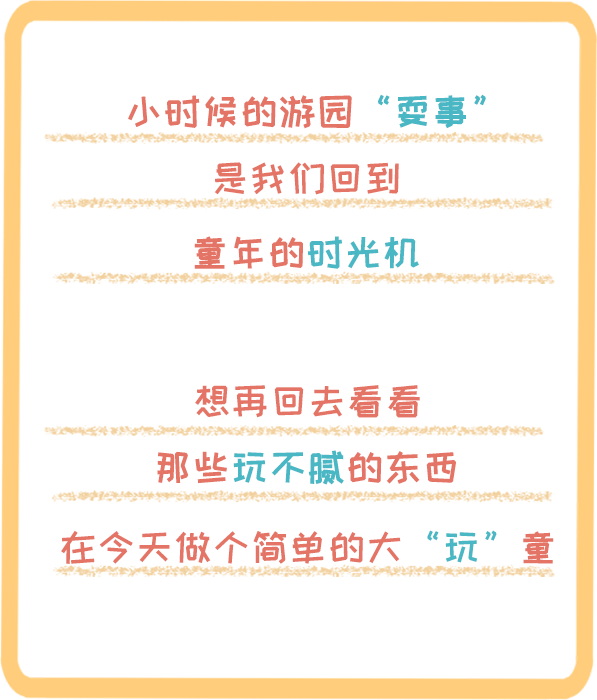 小时候的游园“耍事”
是我们回到
童年的时光机
想再回去看看
那些玩不腻的东西
在今天做个简单的大“玩”童